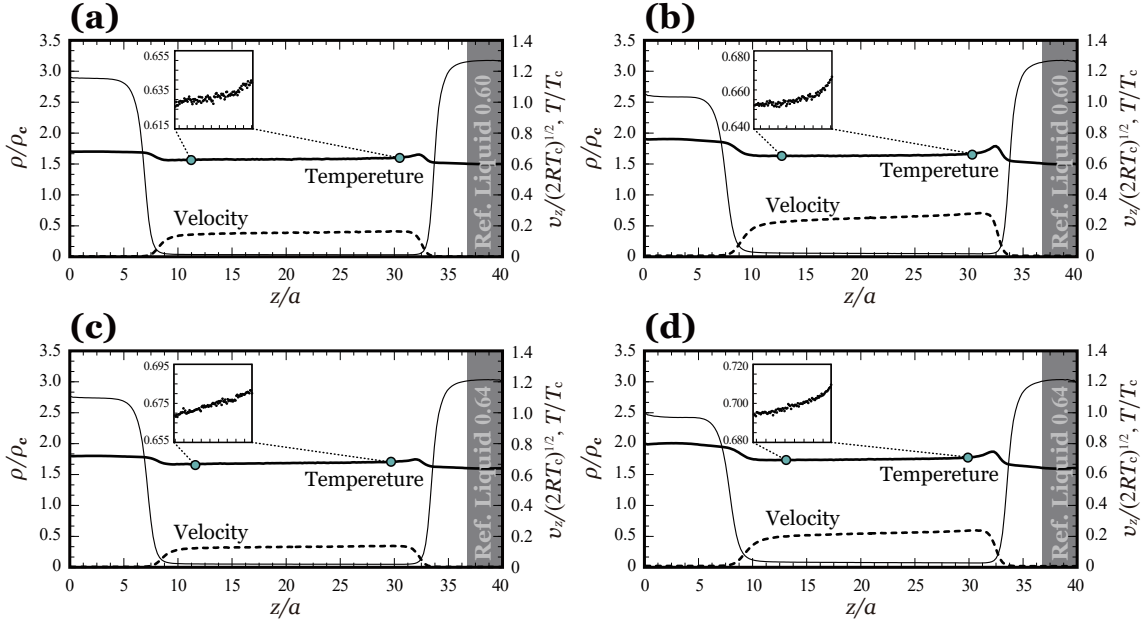 (a)
3.5
3.0
2.5
2.0
1.5
1.0
0.5
0
ρ/ρc
0.655
0.635
0.615
Tempereture
Velocity
Ref. Liquid 0.60
1.4
1.2
1.0
0.8
0.6
0.4
0.2
0
vz/(2RTc)1/2, T/Tc
0 5 10 15 20 25 30 35 40
z/a
(b)
3.5
3.0
2.5
2.0
1.5
1.0
0.5
0
ρ/ρc
0.680
0.660
0.640
Tempereture
Velocity
Ref. Liquid 0.60
1.4
1.2
1.0
0.8
0.6
0.4
0.2
0
vz/(2RTc)1/2, T/Tc
0 5 10 15 20 25 30 35 40
z/a
(c)
3.5
3.0
2.5
2.0
1.5
1.0
0.5
0
ρ/ρc
0.695
0.675
0.655
Tempereture
Velocity
Ref. Liquid 0.64
1.4
1.2
1.0
0.8
0.6
0.4
0.2
0
vz/(2RTc)1/2, T/Tc
0 5 10 15 20 25 30 35 40
z/a
(d)
3.5
3.0
2.5
2.0
1.5
1.0
0.5
0
ρ/ρc
0.720
0.700
0.680
Tempereture
Velocity
Ref. Liquid 0.64
1.4
1.2
1.0
0.8
0.6
0.4
0.2
0
vz/(2RTc)1/2, T/Tc
0 5 10 15 20 25 30 35 40
z/a